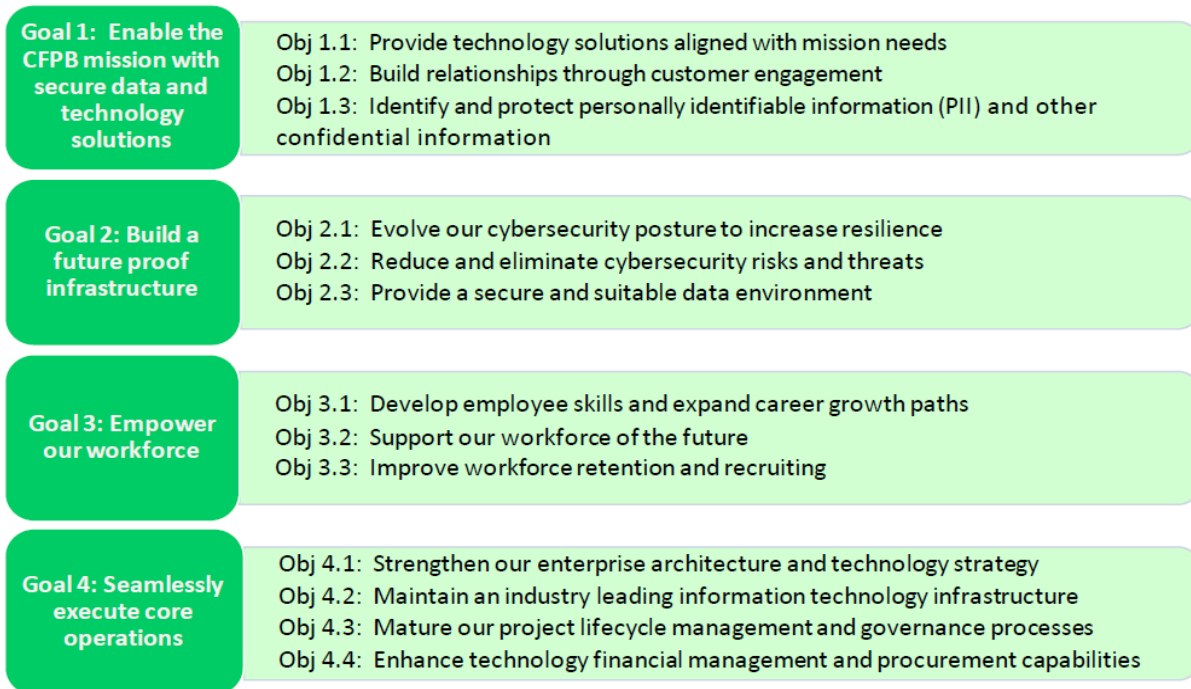 Goal 1: Enable the
CFPB mission with
secure data and
technology
solutions
Obj 1.1: Provide technology solutions aligned with mission needs
Obj 1.2: Build relationships through customer engagement
Obj 1.3: Identify and protect personally identifiable information (PII) and other
confidential information
Goal 2: Build a
future proof
infrastructure
Obj 2.1: Evolve our cybersecurity posture to increase resilience
Obj 2.2: Reduce and eliminate cybersecurity risks and threats
Obj 2.3: Provide a secure and suitable data environment
Goal 3: Empower
our workforce
Obj 3.1: Develop employee skills and expand career growth paths
Obj 3.2: Support our workforce of the future
Obj 3.3: Improve workforce retention and recruiting
Goal 4: Seamlessly
execute core
operations
Obj 4.1: Strengthen our enterprise architecture and technology strategy
Obj 4.2: Maintain an industry leading information technology infrastructure
Obj 4.3: Mature our project lifecycle management and governance processes
Obj 4.4: Enhance technology financial management and procurement capabilities